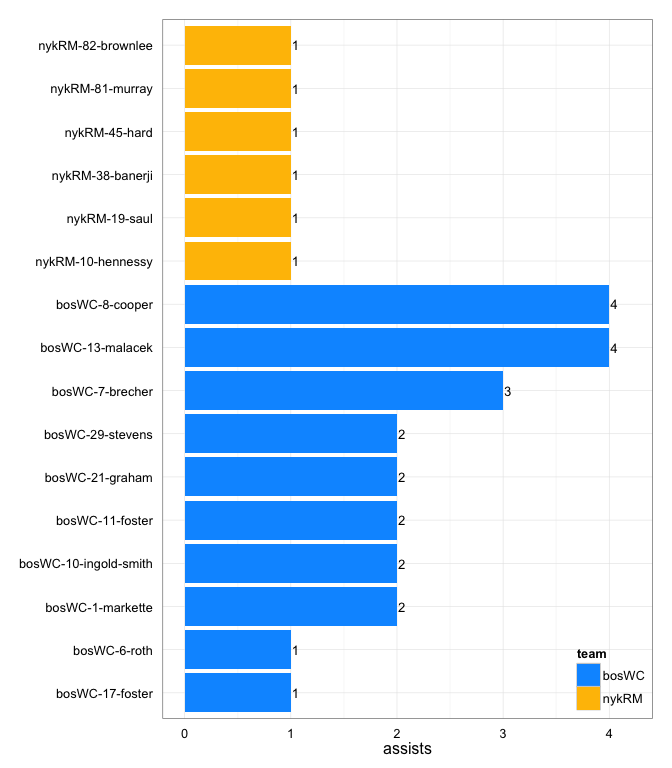 nykRM-82-brownlee 1
nykRM-81-murray 1
nykRM-45-hard 1
nykRM-38-banerji 1
nykRM-19-saul 1
nykRM-10-hennessy 1
bosWC-8-cooper 4
bosWC-13-malacek 4
bosWC-7-brecher 3
bosWC-29-stevens 2
bosWC-21-graham 2
bosWC-11-foster 2
bosWC-10-ingold-smith 2
bosWC-1-markette 2
bosWC-6-roth 1
bosWC-17-foster 1
team
bosWC
nykRM
0 1 2 3 4
assists